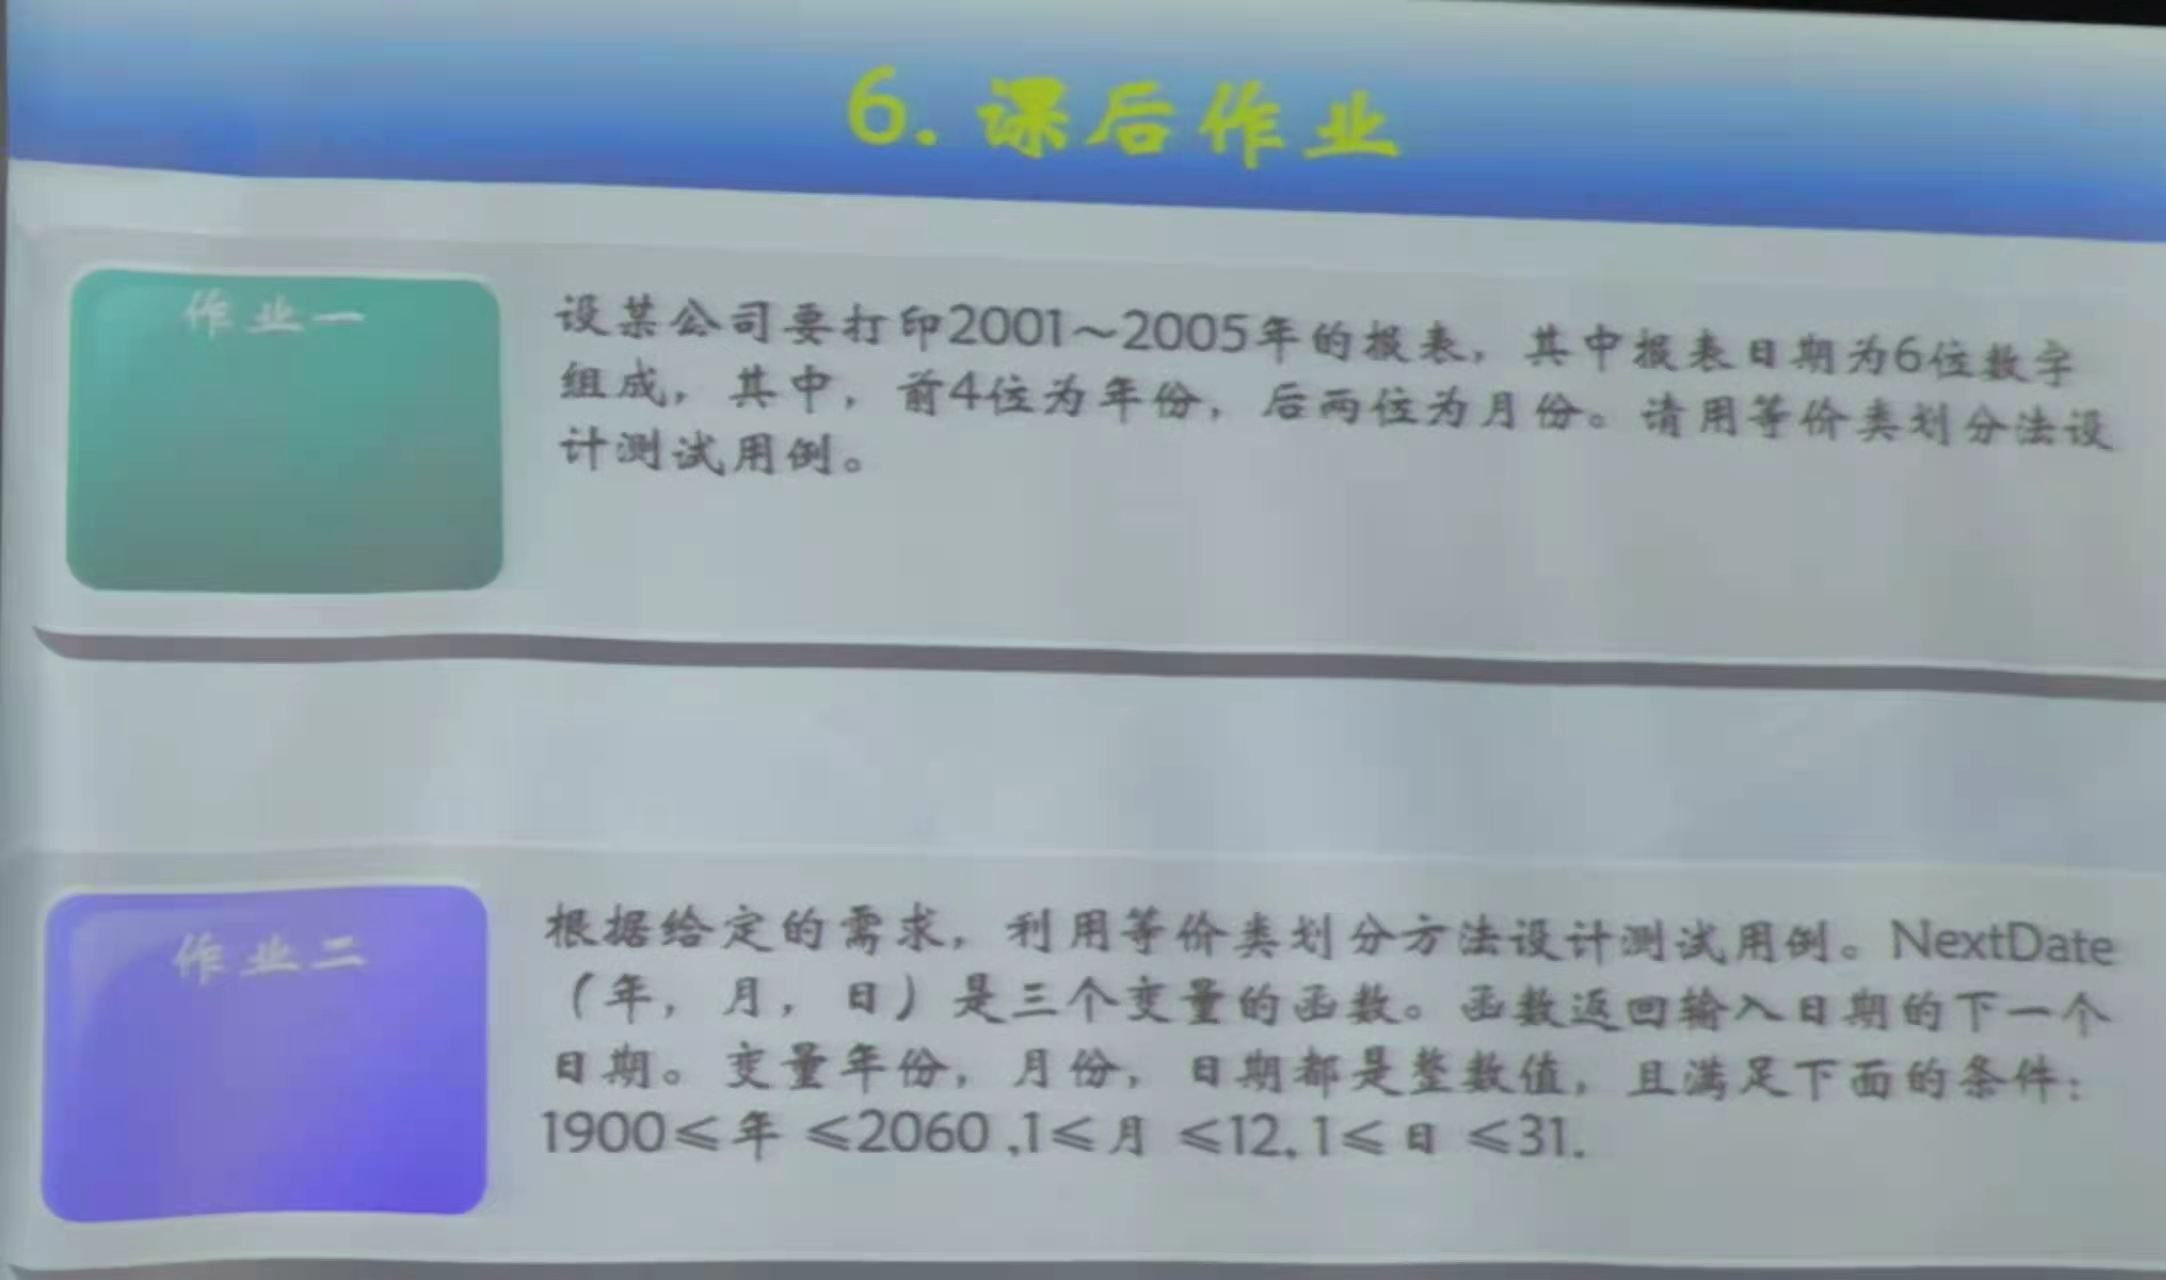 6. 课后作业
作业一
设某公司要打印2001～2005年的报表，其中报表日期为6位数字
组成，其中，前4位为年份，后两位为月份。请用等价类划分法设
计测试用例。
作业二
根据给定的需求，利用等价类划分方法设计测试用例。NextDate
（年，月，日）是三个变量的函数。函数返回输入日期的下一个
日期。变量年份，月份，日期都是整数值，且满足下面的条件：
1900≤年 ≤2060 ,1≤月 ≤12, 1≤日 ≤31.